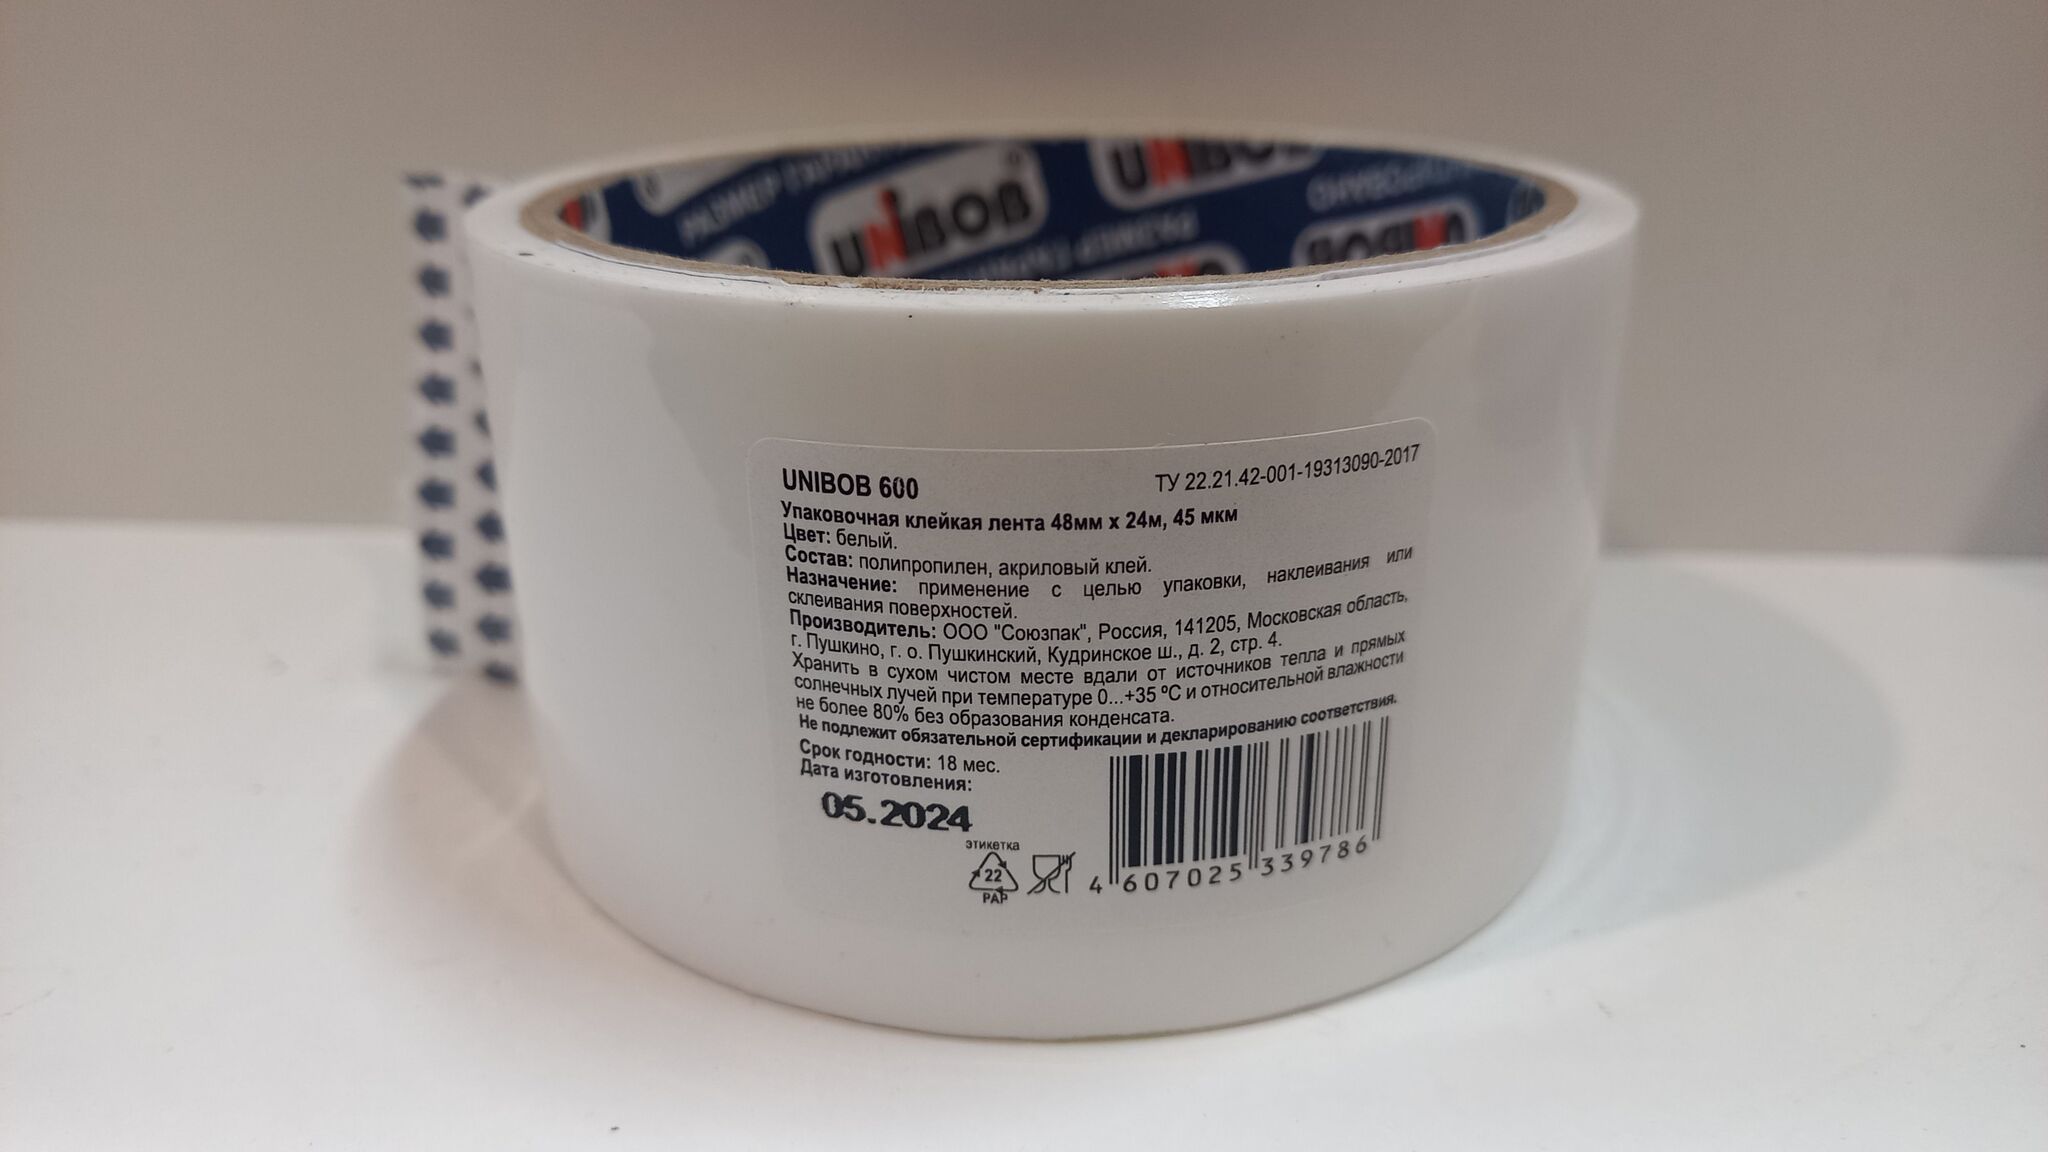 UNIBOB
UNIBOB
UNIBOB
РАЗМЕР
РАЗМЕР
UNIBOB 600 ТУ 22.21.42-001-19313090-2017
Упаковочная клейкая лента 48мм х 24м, 45 мкм
Цвет: белый.
Состав: полипропилен, акриловый клей.
Назначение: применение с целью упаковки, наклеивания или
склеивания поверхностей.
Производитель: ООО "Союзпак", Россия, 141205, Московская область,
г. Пушкино, г. о. Пушкинский, Кудринское ш., д. 2, стр. 4.
Хранить в сухом чистом месте вдали от источников тепла и прямых
солнечных лучей при температуре 0...+35 ºС и относительной влажности
не более 80% без образования конденсата.
Не подлежит обязательной сертификации и декларированию соответствия.
Срок годности: 18 мес.
Дата изготовления:
05.2024
этикетка
22
PAP
4 607025 339786